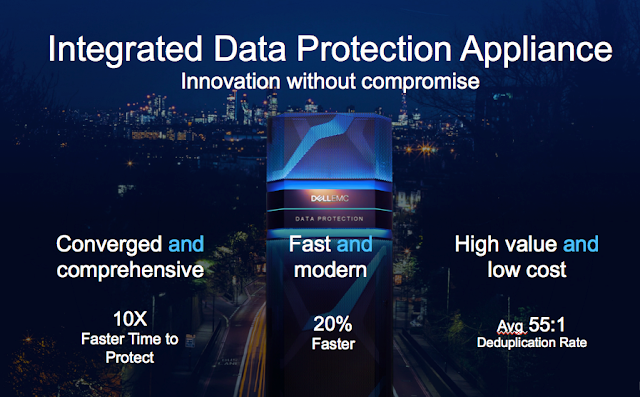 Integrated Data Protection Appliance
Innovation without compromise
DELLEMC
DATA PROTECTION
Converged and
comprehensive
Fast and
modern
High value and
low cost
10X
Faster Time to
Protect
20%
Faster
Avg 55:1
Deduplication Rate